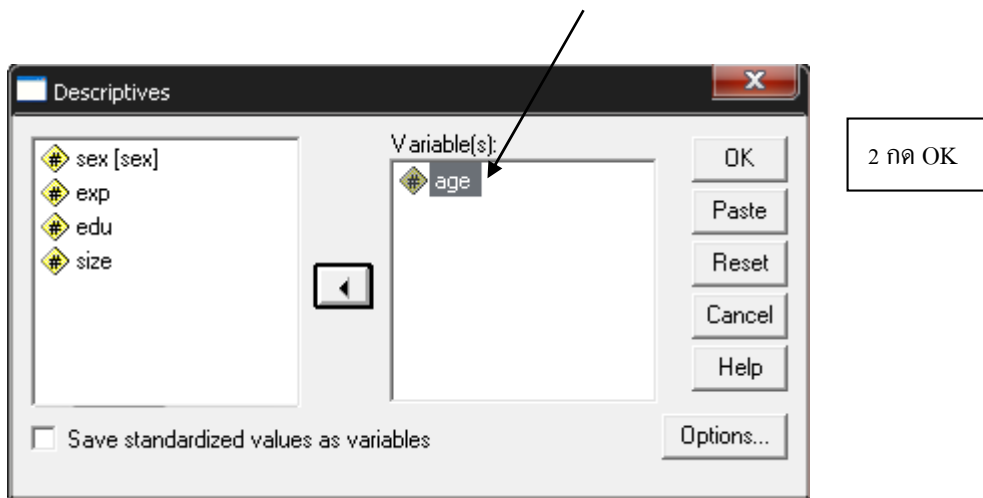 Descriptives
sex [sex]
exp
edu
size
Variable(s):
age
OK
Paste
Reset
Cancel
Help
Save standardized values as variables
Options...
2 กด OK